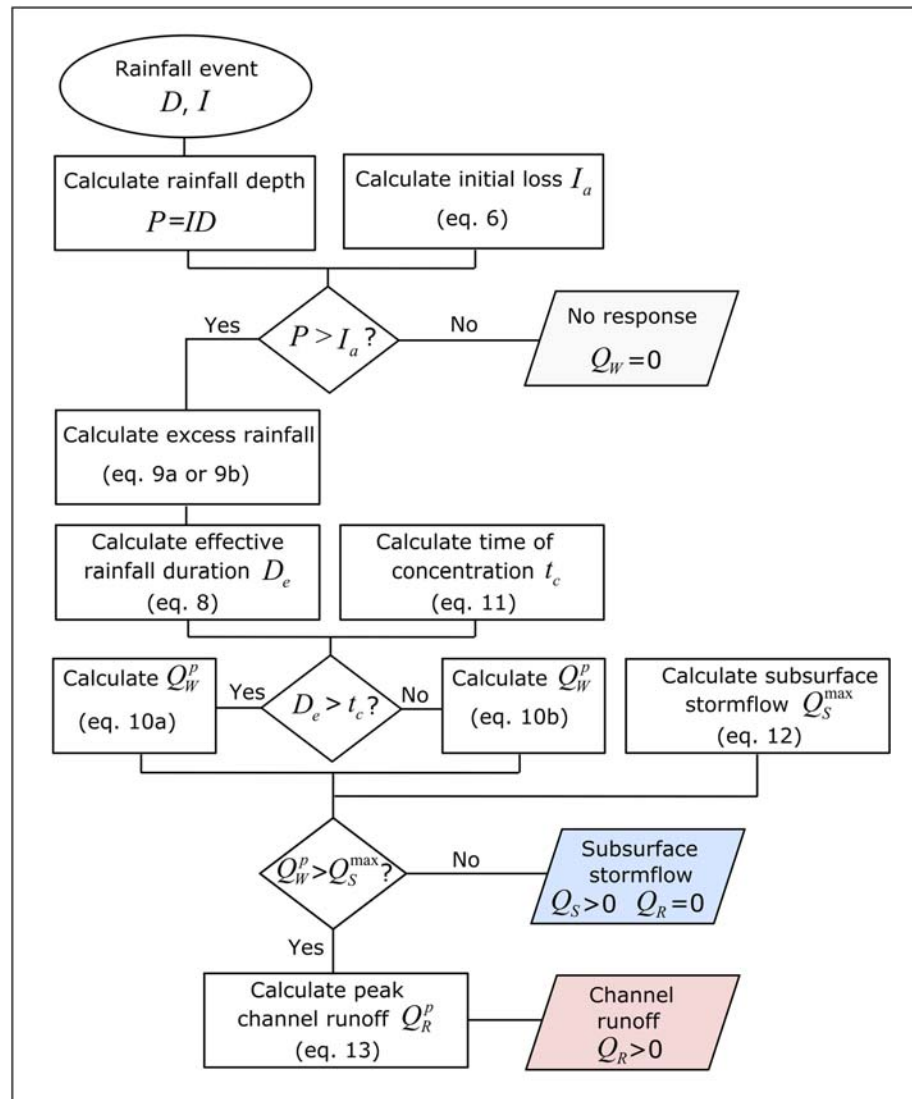 Rainfall event
D, I
Calculate rainfall depth
P=ID
Calculate initial loss I_a
(eq. 6)
P > I_a ?
Yes
No
No response
Q_W = 0
Calculate excess rainfall
(eq. 9a or 9b)
Calculate effective
rainfall duration D_e
(eq. 8)
Calculate time of
concentration t_c
(eq. 11)
Calculate Q_W^p
(eq. 10a)
Yes
D_e > t_c ?
No
Calculate Q_W^p
(eq. 10b)
Calculate subsurface
stormflow Q_S^max
(eq. 12)
Q_W^p > Q_S^max ?
No
Subsurface
stormflow
Q_S>0 Q_R=0
Yes
Calculate peak
channel runoff Q_R^p
(eq. 13)
Channel
runoff
Q_R>0